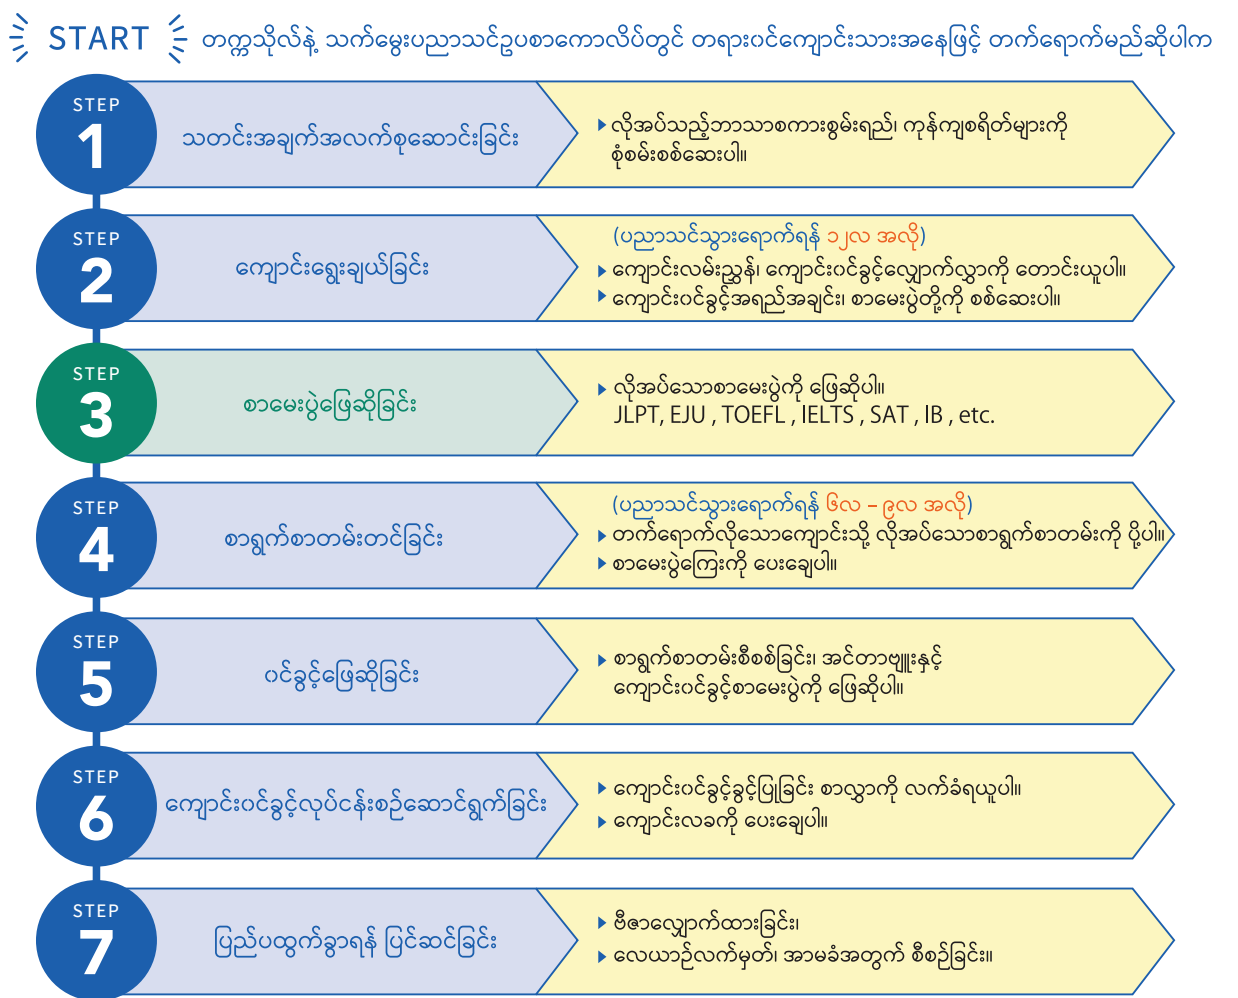 START တက္ကသိုလ်နဲ့ သက်မွေးပညာသင်ဥပစာကောလိပ်တွင် တရားဝင်ကျောင်းသားအနေဖြင့် တက်ရောက်မည်ဆိုပါက
STEP
1
သတင်းအချက်အလက်စုဆောင်းခြင်း
လိုအပ်သည့်ဘာသာစကားစွမ်းရည်၊ ကုန်ကျစရိတ်များကို
စုံစမ်းစစ်ဆေးပါ။
STEP
2
ကျောင်းရွေးချယ်ခြင်း
(ပညာသင်သွားရောက်ရန် ၁၂လ အလို)
ကျောင်းလမ်းညွှန်၊ ကျောင်းဝင်ခွင့်လျှောက်လွှာကို တောင်းယူပါ။
ကျောင်းဝင်ခွင့်အရည်အချင်း၊ စာမေးပွဲတို့ကို စစ်ဆေးပါ။
STEP
3
စာမေးပွဲဖြေဆိုခြင်း
လိုအပ်သောစာမေးပွဲကို ဖြေဆိုပါ။
JLPT, EJU , TOEFL , IELTS , SAT , IB , etc.
STEP
4
စာရွက်စာတမ်းတင်ခြင်း
(ပညာသင်သွားရောက်ရန် ၆လ – ၉လ အလို)
တက်ရောက်လိုသောကျောင်းသို့ လိုအပ်သောစာရွက်စာတမ်းကို ပို့ပါ။
စာမေးပွဲကြေးကို ပေးချေပါ။
STEP
5
ဝင်ခွင့်ဖြေဆိုခြင်း
စာရွက်စာတမ်းစီစစ်ခြင်း၊ အင်တာဗျူးနှင့်
ကျောင်းဝင်ခွင့်စာမေးပွဲကို ဖြေဆိုပါ။
STEP
6
ကျောင်းဝင်ခွင့်လုပ်ငန်းစဉ်ဆောင်ရွက်ခြင်း
ကျောင်းဝင်ခွင့်ခွင့်ပြုခြင်း စာလွှာကို လက်ခံရယူပါ။
ကျောင်းလခကို ပေးချေပါ။
STEP
7
ပြည်ပထွက်ခွာရန် ပြင်ဆင်ခြင်း
ဗီဇာလျှောက်ထားခြင်း၊
လေယာဉ်လက်မှတ်၊ အာမခံအတွက် စီစဉ်ခြင်း။